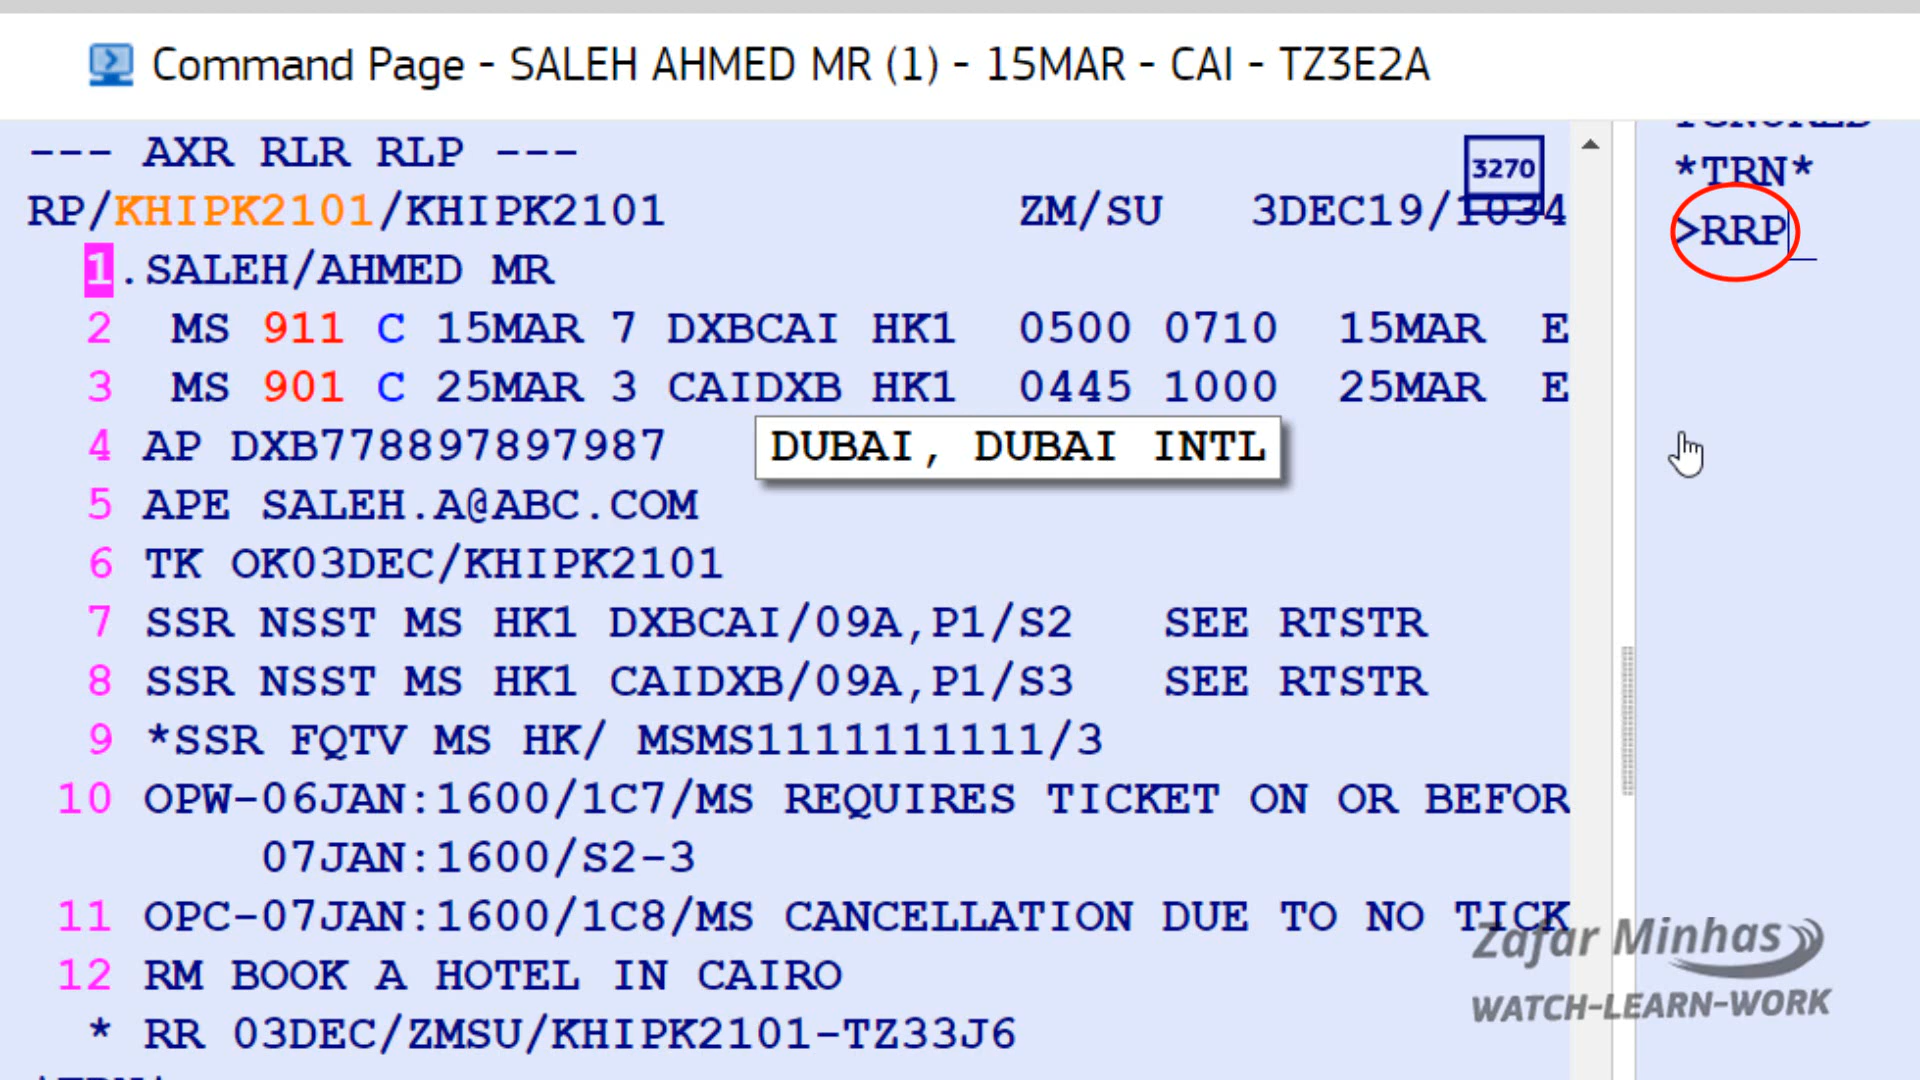 Command Page - SALEH AHMED MR (1) - 15MAR - CAI - TZ3E2A
--- AXR RLR RLP ---
3270
RP/KHIPK2101/KHIPK2101 ZM/SU 3DEC19/1034
1.SALEH/AHMED MR
2 MS 911 C 15MAR 7 DXBCAI HK1 0500 0710 15MAR E
3 MS 901 C 25MAR 3 CAIDXB HK1 0445 1000 25MAR E
4 AP DXB778897897987
DUBAI, DUBAI INTL
5 APE SALEH.A@ABC.COM
6 TK OK03DEC/KHIPK2101
7 SSR NSST MS HK1 DXBCAI/09A,P1/S2 SEE RTSTR
8 SSR NSST MS HK1 CAIDXB/09A,P1/S3 SEE RTSTR
9 *SSR FQTV MS HK/ MSMS1111111111/3
10 OPW-06JAN:1600/1C7/MS REQUIRES TICKET ON OR BEFOR
07JAN:1600/S2-3
11 OPC-07JAN:1600/1C8/MS CANCELLATION DUE TO NO TICK
12 RM BOOK A HOTEL IN CAIRO
* RR 03DEC/ZMSU/KHIPK2101-TZ33J6
*TRN*
>RRP
Zafar Minhas
WATCH-LEARN-WORK